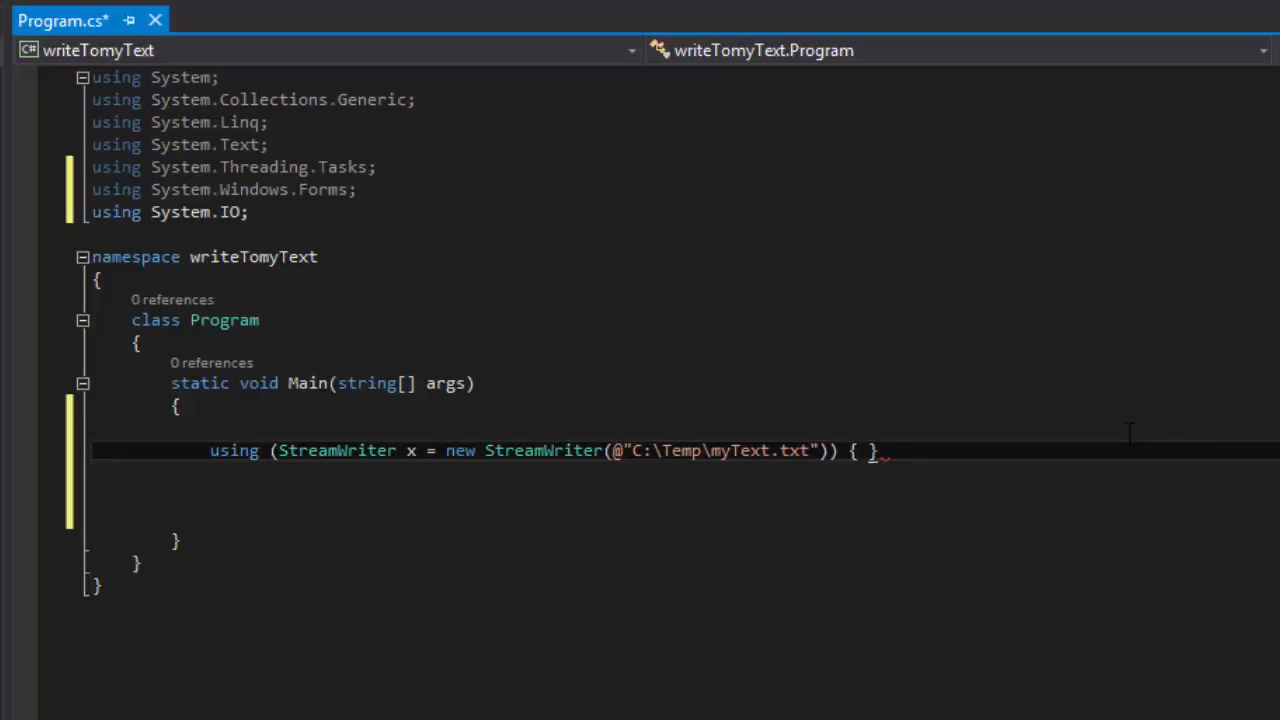 Program.cs*
C# writeTomyText writeTomyText.Program
using System;
using System.Collections.Generic;
using System.Linq;
using System.Text;
using System.Threading.Tasks;
using System.Windows.Forms;
using System.IO;
namespace writeTomyText
{
0 references
class Program
{
0 references
static void Main(string[] args)
{
using (StreamWriter x = new StreamWriter(@"C:\Temp\myText.txt")) { }
}
}
}